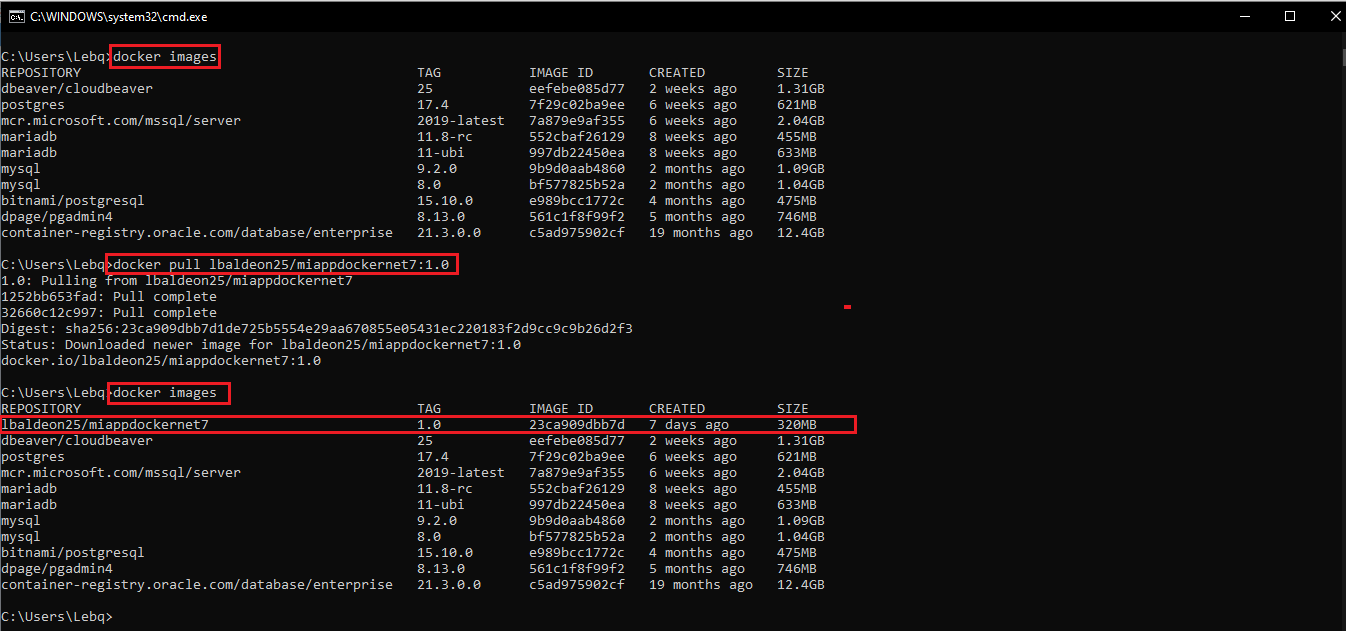 C:\WINDOWS\system32\cmd.exe
C:\Users\Lebq>docker images
REPOSITORY TAG IMAGE ID CREATED SIZE
dbeaver/cloudbeaver 25 eefebe085d77 2 weeks ago 1.31GB
postgres 17.4 7f29c02ba9ee 6 weeks ago 621MB
mcr.microsoft.com/mssql/server 2019-latest 7a879e9af355 6 weeks ago 2.04GB
mariadb 11.8-rc 552cbaf26129 8 weeks ago 455MB
mariadb 11-ubi 997db22450ea 8 weeks ago 633MB
mysql 9.2.0 9b9d0aab4860 2 months ago 1.09GB
mysql 8.0 bf577825b52a 2 months ago 1.04GB
bitnami/postgresql 15.10.0 e989bcc1772c 4 months ago 475MB
dpage/pgadmin4 8.13.0 561c1f8f99f2 5 months ago 746MB
container-registry.oracle.com/database/enterprise 21.3.0.0 c5ad975902cf 19 months ago 12.4GB
C:\Users\Lebq>docker pull lbaldeon25/miappdockernet7:1.0
1.0: Pulling from lbaldeon25/miappdockernet7
1252bb653fad: Pull complete
32660c12c997: Pull complete
Digest: sha256:23ca909dbb7d1de725b5554e29aa670855e05431ec220183f2d9cc9c9b26d2f3
Status: Downloaded newer image for lbaldeon25/miappdockernet7:1.0
docker.io/lbaldeon25/miappdockernet7:1.0
C:\Users\Lebq>docker images
REPOSITORY TAG IMAGE ID CREATED SIZE
lbaldeon25/miappdockernet7 1.0 23ca909dbb7d 7 days ago 320MB
dbeaver/cloudbeaver 25 eefebe085d77 2 weeks ago 1.31GB
postgres 17.4 7f29c02ba9ee 6 weeks ago 621MB
mcr.microsoft.com/mssql/server 2019-latest 7a879e9af355 6 weeks ago 2.04GB
mariadb 11.8-rc 552cbaf26129 8 weeks ago 455MB
mariadb 11-ubi 997db22450ea 8 weeks ago 633MB
mysql 9.2.0 9b9d0aab4860 2 months ago 1.09GB
mysql 8.0 bf577825b52a 2 months ago 1.04GB
bitnami/postgresql 15.10.0 e989bcc1772c 4 months ago 475MB
dpage/pgadmin4 8.13.0 561c1f8f99f2 5 months ago 746MB
container-registry.oracle.com/database/enterprise 21.3.0.0 c5ad975902cf 19 months ago 12.4GB
C:\Users\Lebq>